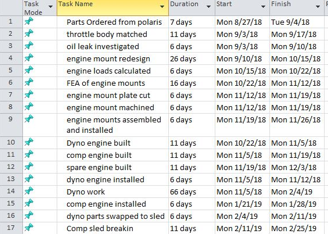 Task Mode Task Name Duration Start Finish
1 Parts Ordered from polaris 7 days Mon 8/27/18 Tue 9/4/18
2 throttle body matched 11 days Mon 9/3/18 Mon 9/17/18
3 oil leak investigated 6 days Mon 9/3/18 Mon 9/10/18
4 engine mount redesign 26 days Mon 9/10/18 Mon 10/15/18
5 engine loads calculated 6 days Mon 10/15/18 Mon 10/22/18
6 FEA of engine mounts 16 days Mon 10/22/18 Mon 11/12/18
7 engine mount plate cut 6 days Mon 11/12/18 Mon 11/19/18
8 engine mount machined 6 days Mon 11/12/18 Mon 11/19/18
9 engine mounts assembled and installed 6 days Mon 11/19/18 Mon 11/26/18
10 Dyno engine built 11 days Mon 10/22/18 Mon 11/5/18
11 comp engine built 11 days Mon 11/5/18 Mon 11/19/18
12 spare engine built 11 days Mon 11/19/18 Mon 12/3/18
13 dyno engine installed 6 days Mon 11/5/18 Mon 11/12/18
14 Dyno work 66 days Mon 11/5/18 Mon 2/4/19
15 comp engine installed 6 days Mon 1/21/19 Mon 1/28/19
16 dyno parts swapped to sled 6 days Mon 2/4/19 Mon 2/11/19
17 Comp sled breakin 11 days Mon 2/11/19 Mon 2/25/19